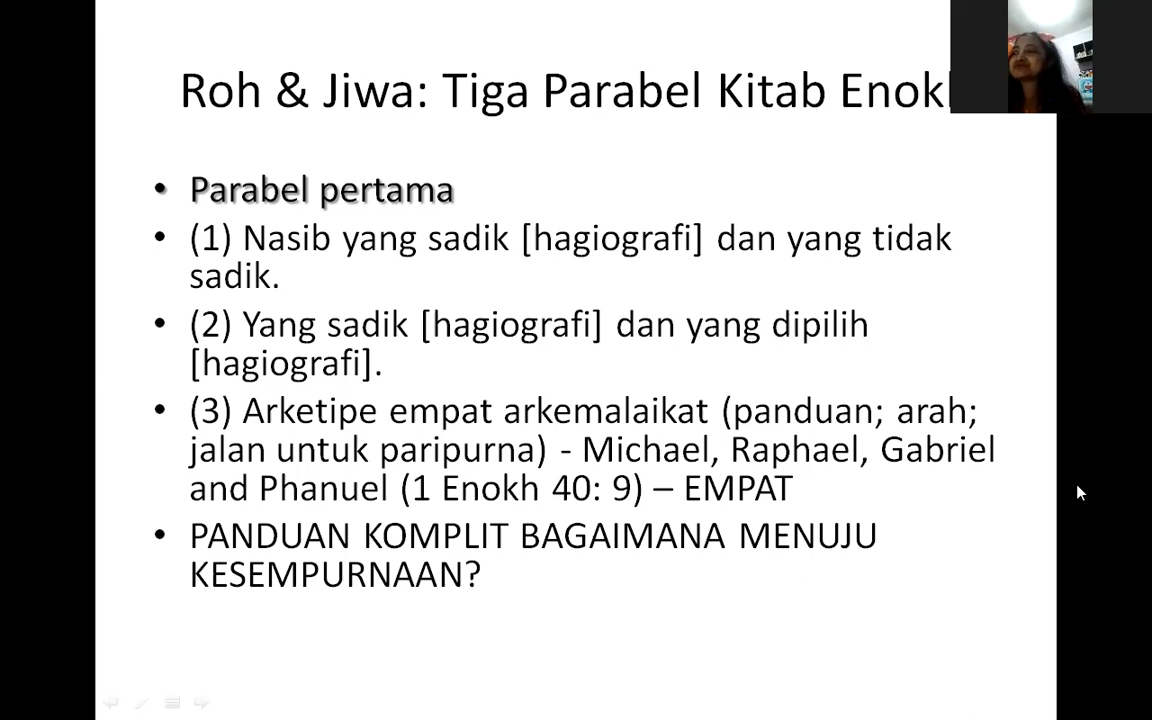 Roh & Jiwa: Tiga Parabel Kitab Enok
• Parabel pertama
• (1) Nasib yang sadik [hagiografi] dan yang tidak
sadik.
• (2) Yang sadik [hagiografi] dan yang dipilih
[hagiografi].
• (3) Arketipe empat arkemalaikat (panduan; arah;
jalan untuk paripurna) - Michael, Raphael, Gabriel
and Phanuel (1 Enokh 40: 9) – EMPAT
• PANDUAN KOMPLIT BAGAIMANA MENUJU
KESEMPURNAAN?